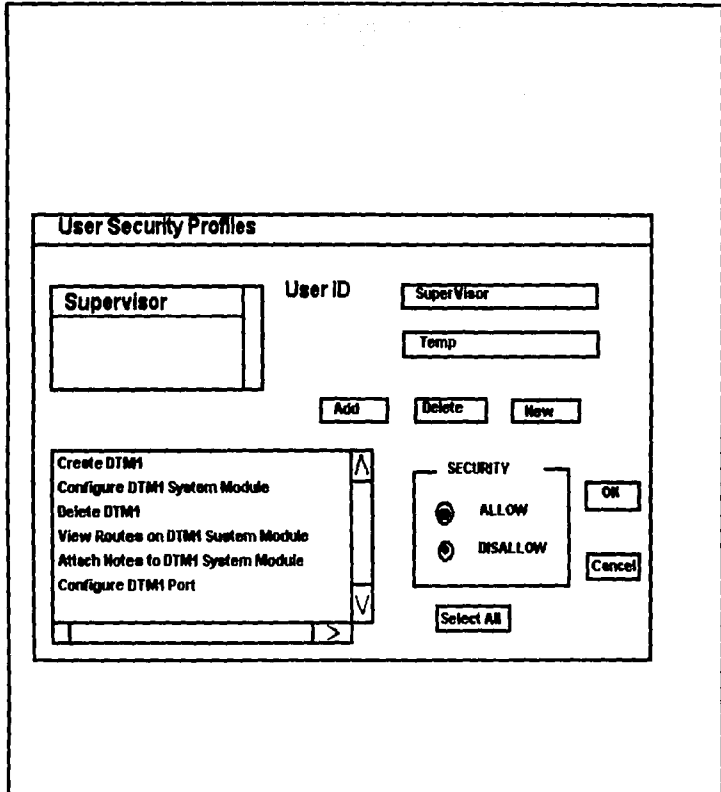 User Security Profiles
Supervisor
User ID
SuperVisor
Temp
Add
Delete
New
Create DTM1
Configure DTM1 System Module
Delete DTM1
View Routes on DTM1 Sustem Module
Attach Notes to DTM1 System Module
Configure DTM1 Port
SECURITY
ALLOW
DISALLOW
OK
Cancel
Select All